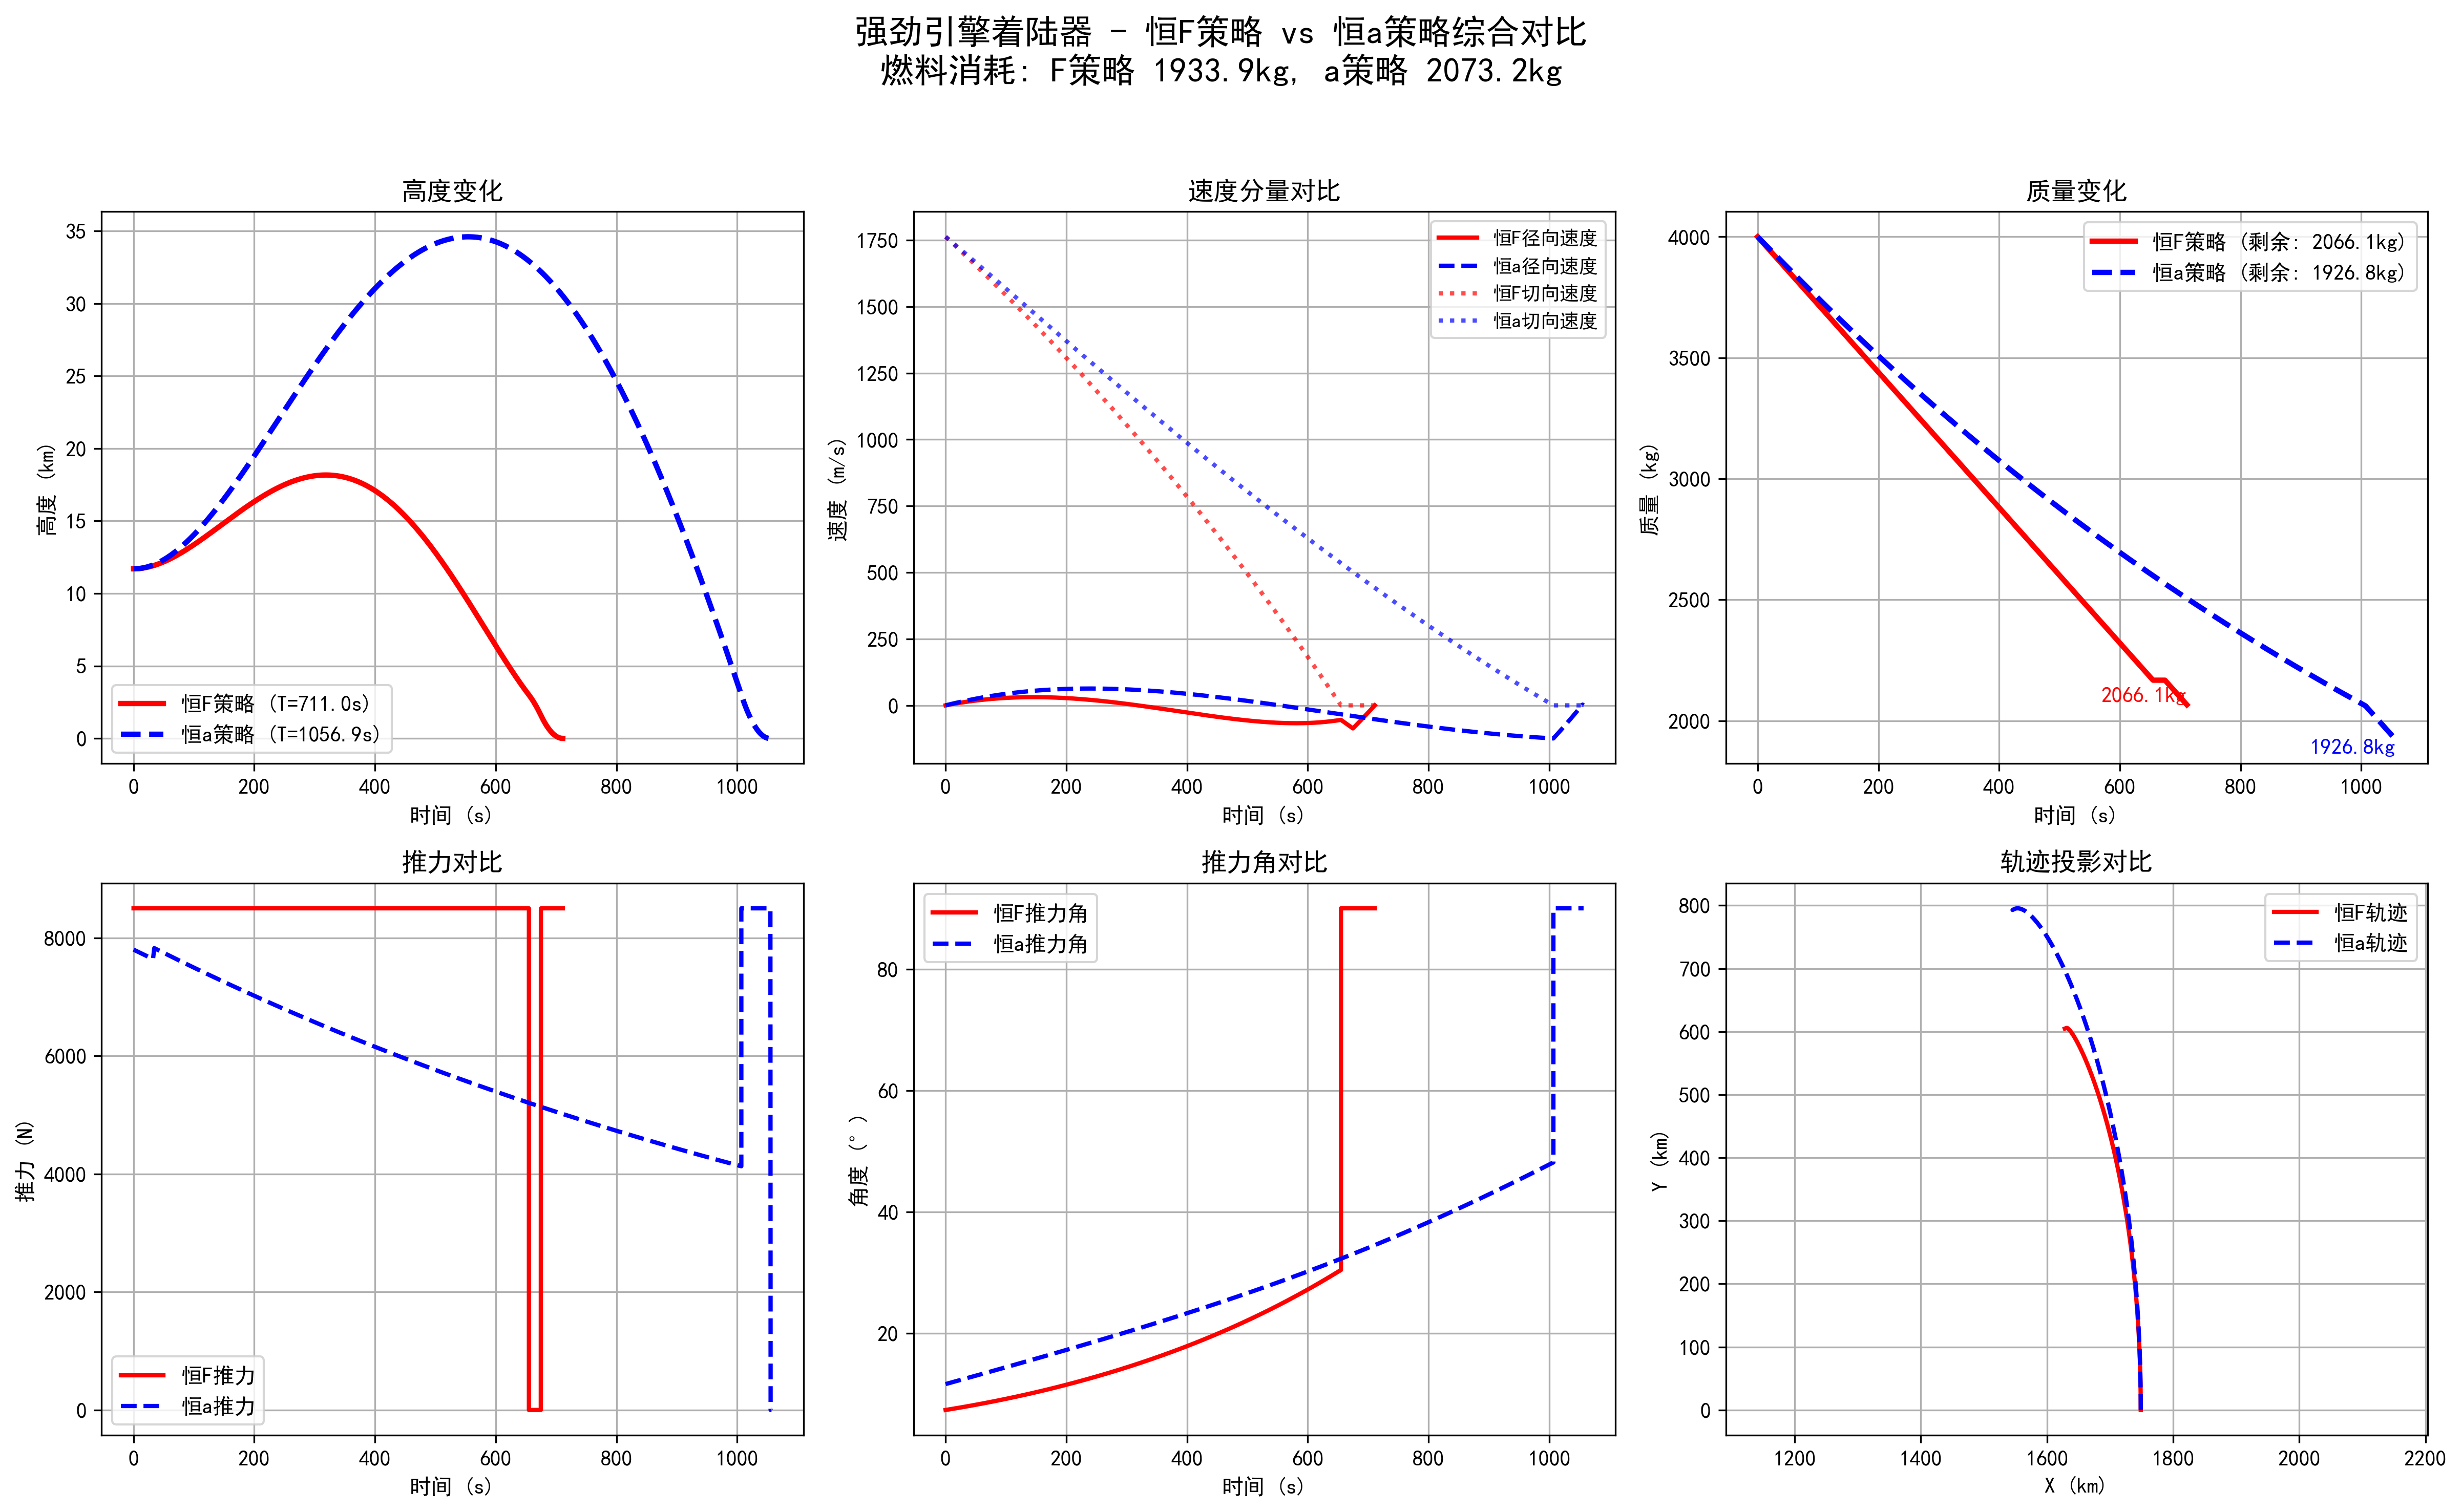 强劲引擎着陆器 - 恒F策略 vs 恒a策略综合对比
燃料消耗: F策略 1933.9kg, a策略 2073.2kg
高度变化
高度 (km)
35
30
25
20
15
10
5
0
恒F策略 (T=711.0s)
恒a策略 (T=1056.9s)
0 200 400 600 800 1000
时间 (s)
速度分量对比
速度 (m/s)
1750
1500
1250
1000
750
500
250
0
恒F径向速度
恒a径向速度
恒F切向速度
恒a切向速度
0 200 400 600 800 1000
时间 (s)
质量变化
质量 (kg)
4000
3500
3000
2500
2000
恒F策略 (剩余: 2066.1kg)
恒a策略 (剩余: 1926.8kg)
2066.1kg
1926.8kg
0 200 400 600 800 1000
时间 (s)
推力对比
推力 (N)
8000
6000
4000
2000
0
恒F推力
恒a推力
0 200 400 600 800 1000
时间 (s)
推力角对比
角度 (°)
80
60
40
20
恒F推力角
恒a推力角
0 200 400 600 800 1000
时间 (s)
轨迹投影对比
Y (km)
800
700
600
500
400
300
200
100
0
恒F轨迹
恒a轨迹
1200 1400 1600 1800 2000 2200
X (km)